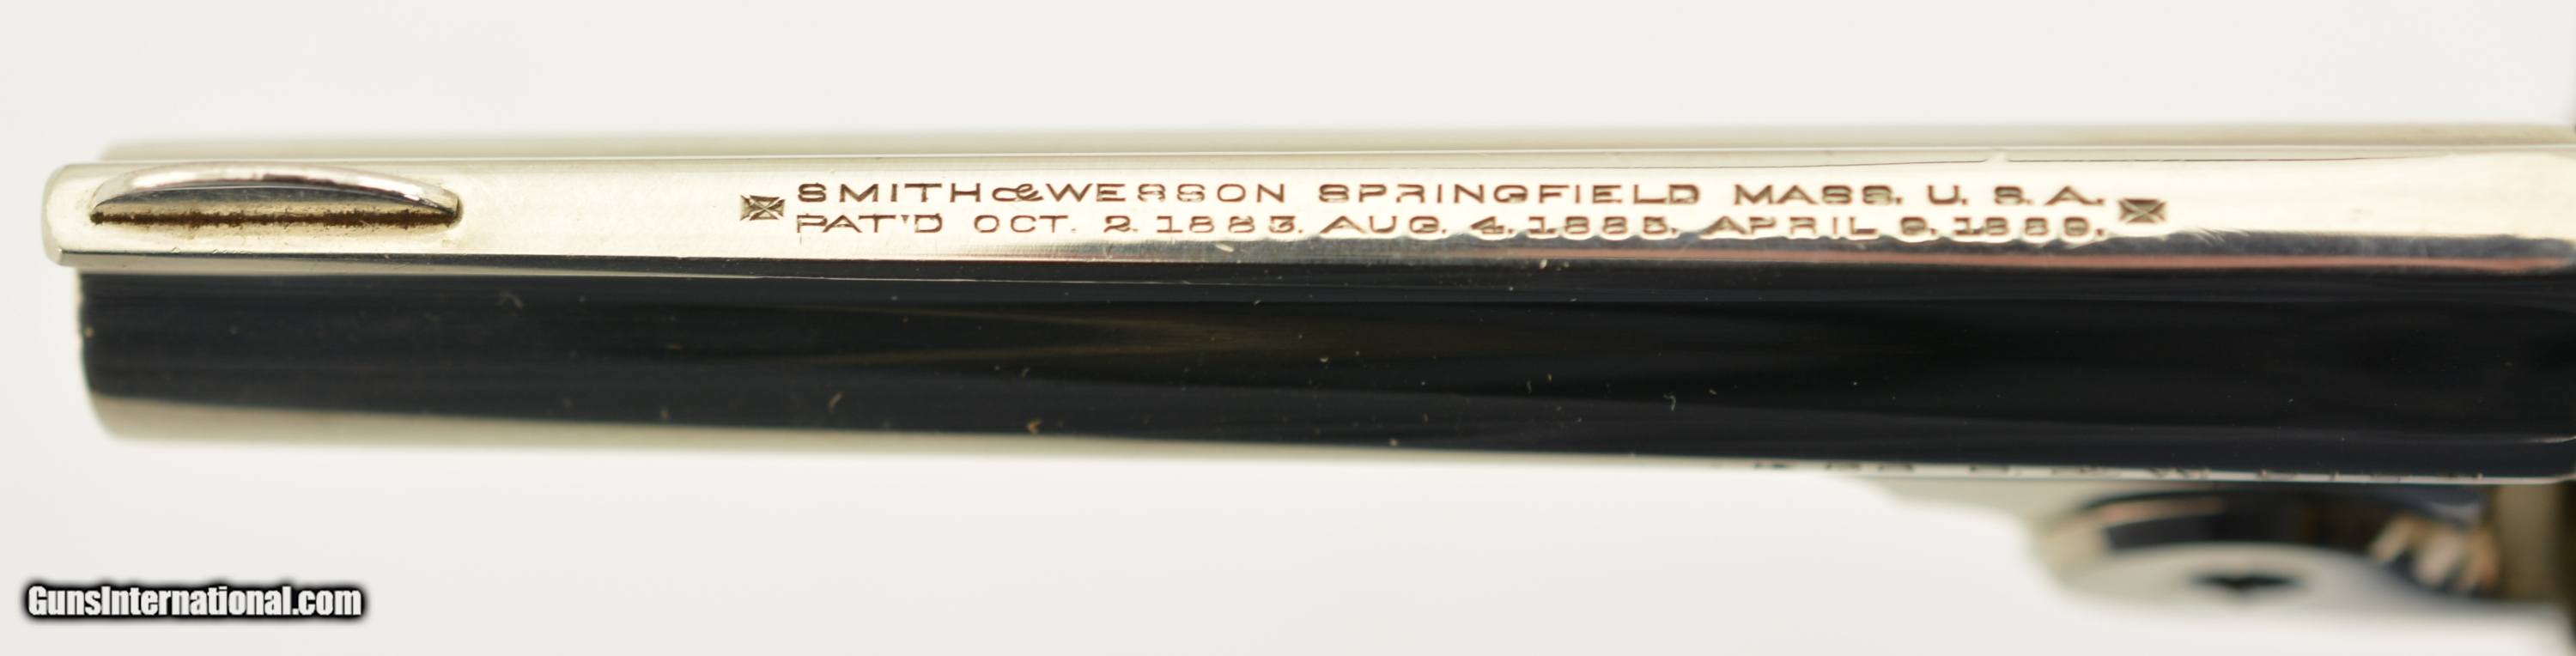 SMITH & WESSON SPRINGFIELD MASS. U. S. A.
PAT'D OCT. 2. 1883. AUG. 4. 1885. APRIL 9. 1889.
GunsInternational.com